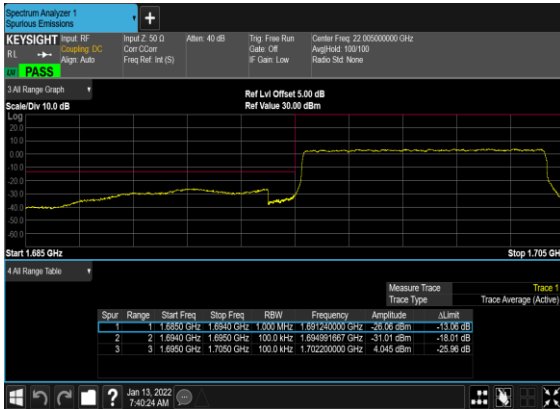 Spectrum Analyzer 1
Spurious Emissions
KEYSIGHT
RL
Input: RF
Coupling: DC
Align: Auto
Input Z: 50 Ω
Corr CCorr
Freq Ref: Int (S)
Atten: 40 dB
Trig: Free Run
Gate: Off
IF Gain: Low
Center Freq: 22.005000000 GHz
Avg|Hold: 100/100
Radio Std: None
PASS
3 All Range Graph
Scale/Div 10.0 dB
Ref Lvl Offset 5.00 dB
Ref Value 30.00 dBm
Log
20.0
10.0
0.00
-10.0
-20.0
-30.0
-40.0
-50.0
-60.0
Start 1.685 GHz
Stop 1.705 GH
4 All Range Table
Measure Trace Trace 1
Trace Type Trace Average (Active)
Spur Range Start Freq Stop Freq RBW Frequency Amplitude ΔLimit
1 1 1.6850 GHz 1.6940 GHz 1.000 MHz 1.691240000 GHz -26.06 dBm -13.06 dB
2 2 1.6940 GHz 1.6950 GHz 100.0 kHz 1.694991667 GHz -31.01 dBm -18.01 dB
3 3 1.6950 GHz 1.7050 GHz 100.0 kHz 1.702200000 GHz 4.045 dBm -25.96 dB
Jan 13, 2022
7:40:24 AM